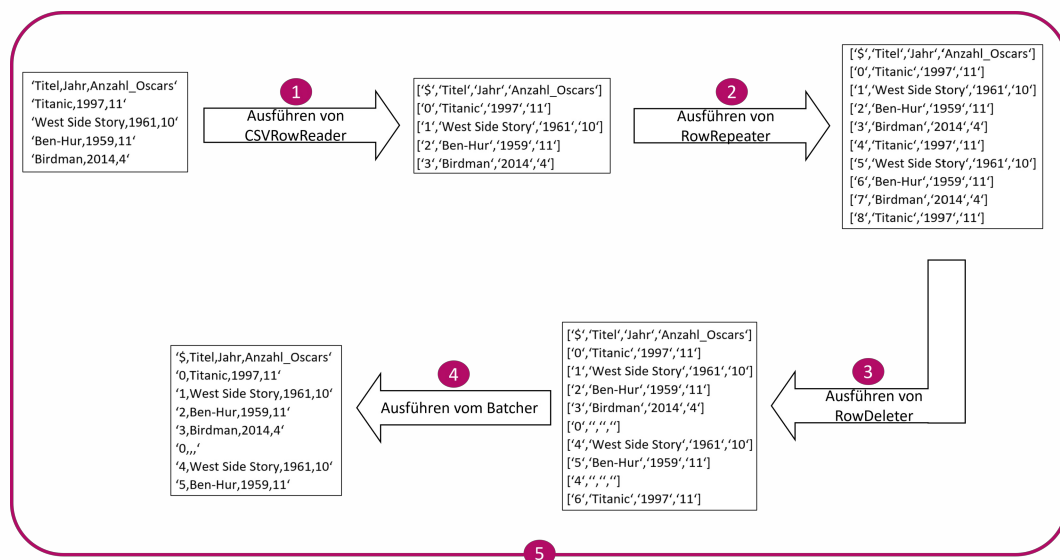 ‘Titel,Jahr,Anzahl_Oscars‘
‘Titanic,1997,11‘
‘West Side Story,1961,10‘
‘Ben-Hur,1959,11‘
‘Birdman,2014,4‘
1
Ausführen von
CSVRowReader
[‘$‘,‘Titel‘,‘Jahr‘,‘Anzahl_Oscars‘]
[‘0‘,‘Titanic‘,‘1997‘,‘11‘]
[‘1‘,‘West Side Story‘,‘1961‘,‘10‘]
[‘2‘,‘Ben-Hur‘,‘1959‘,‘11‘]
[‘3‘,‘Birdman‘,‘2014‘,‘4‘]
2
Ausführen von
RowRepeater
[‘$‘,‘Titel‘,‘Jahr‘,‘Anzahl_Oscars‘]
[‘0‘,‘Titanic‘,‘1997‘,‘11‘]
[‘1‘,‘West Side Story‘,‘1961‘,‘10‘]
[‘2‘,‘Ben-Hur‘,‘1959‘,‘11‘]
[‘3‘,‘Birdman‘,‘2014‘,‘4‘]
[‘4‘,‘Titanic‘,‘1997‘,‘11‘]
[‘5‘,‘West Side Story‘,‘1961‘,‘10‘]
[‘6‘,‘Ben-Hur‘,‘1959‘,‘11‘]
[‘7‘,‘Birdman‘,‘2014‘,‘4‘]
[‘8‘,‘Titanic‘,‘1997‘,‘11‘]
3
Ausführen von
RowDeleter
[‘$‘,‘Titel‘,‘Jahr‘,‘Anzahl_Oscars‘]
[‘0‘,‘Titanic‘,‘1997‘,‘11‘]
[‘1‘,‘West Side Story‘,‘1961‘,‘10‘]
[‘2‘,‘Ben-Hur‘,‘1959‘,‘11‘]
[‘3‘,‘Birdman‘,‘2014‘,‘4‘]
[‘0‘,‘‘,‘‘,‘‘]
[‘4‘,‘West Side Story‘,‘1961‘,‘10‘]
[‘5‘,‘Ben-Hur‘,‘1959‘,‘11‘]
[‘4‘,‘‘,‘‘,‘‘]
[‘6‘,‘Titanic‘,‘1997‘,‘11‘]
4
Ausführen vom Batcher
‘$,Titel,Jahr,Anzahl_Oscars‘
‘0,Titanic,1997,11‘
‘1,West Side Story,1961,10‘
‘2,Ben-Hur,1959,11‘
‘3,Birdman,2014,4‘
‘0,,,‘
‘4,West Side Story,1961,10‘
‘5,Ben-Hur,1959,11‘
5